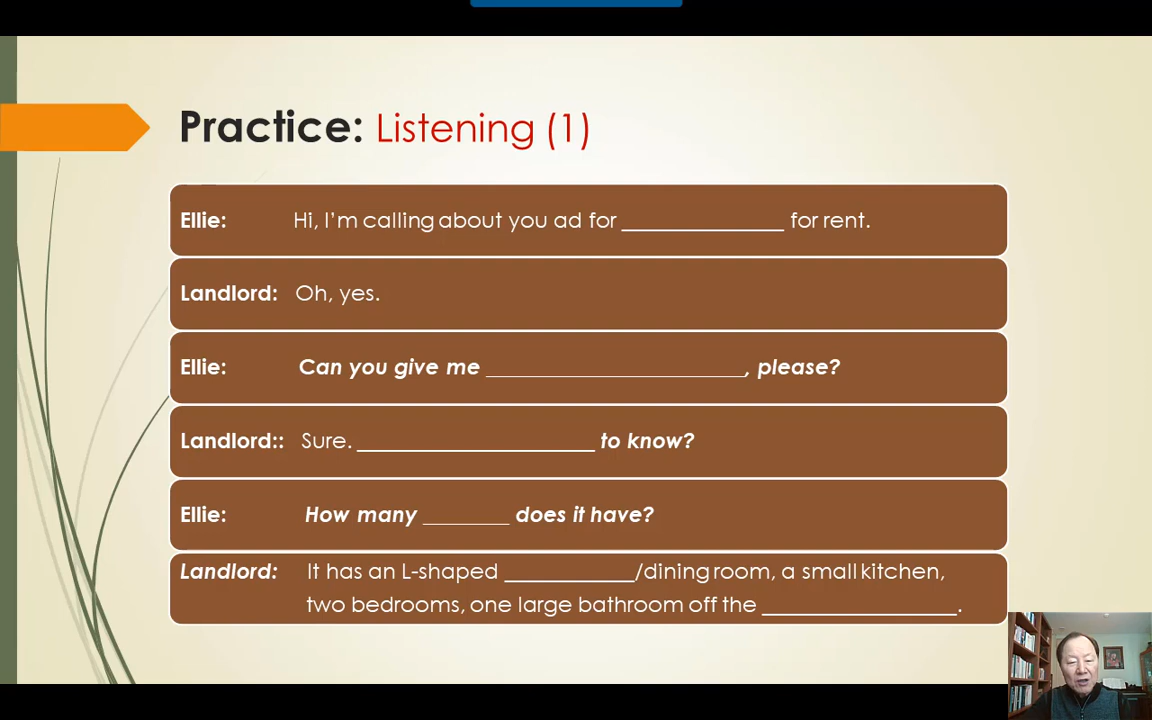 Practice: Listening (1)
Ellie: Hi, I'm calling about you ad for ______________ for rent.
Landlord: Oh, yes.
Ellie: Can you give me ______________________, please?
Landlord:: Sure. ____________________ to know?
Ellie: How many _______ does it have?
Landlord: It has an L-shaped ___________/dining room, a small kitchen,
two bedrooms, one large bathroom off the _________________.